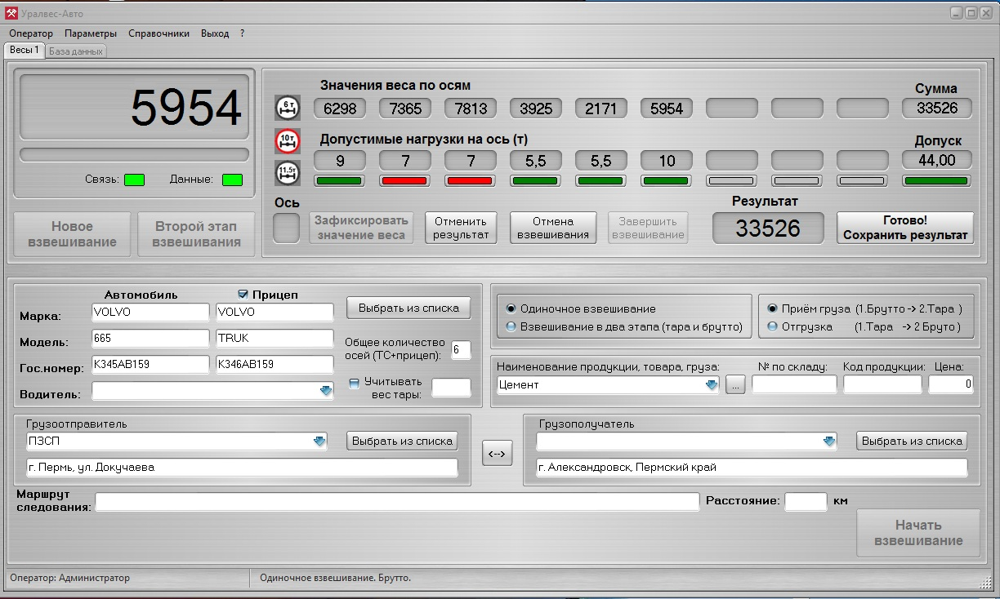 Уралвес-Авто
Оператор Параметры Справочники Выход ?
Весы 1 База данных
5954
Связь: Данные:
Новое
взвешивание
Второй этап
взвешивания
Значения веса по осям Сумма
6 т 6298 7365 7813 3925 2171 5954 33526
10 т Допустимые нагрузки на ось (т) Допуск
9 7 7 5,5 5,5 10 44,00
11.5т
Ось
Зафиксировать
значение веса
Отменить
результат
Отмена
взвешивания
Завершить
взвешивание
Результат
33526
Готово!
Сохранить результат
Автомобиль Прицеп
Марка: VOLVO VOLVO Выбрать из списка
Модель: 665 TRUK
Общее количество
осей (ТС+прицеп): 6
Гос.номер: К345АВ159 К346АВ159
Водитель:
Учитывать
вес тары:
Одиночное взвешивание
Взвешивание в два этапа (тара и брутто)
Приём груза (1.Брутто -> 2.Тара )
Отгрузка (1.Тара -> 2 Бруто )
Наименование продукции, товара, груза: № по складу: Код продукции: Цена:
Цемент ... 0
Грузоотправитель
ПЗСП Выбрать из списка
г. Пермь, ул. Докучаева
<-->
Грузополучатель
Выбрать из списка
г. Александровск, Пермский край
Маршрут
следования:
Расстояние: км
Начать
взвешивание
Оператор: Администратор Одиночное взвешивание. Брутто.